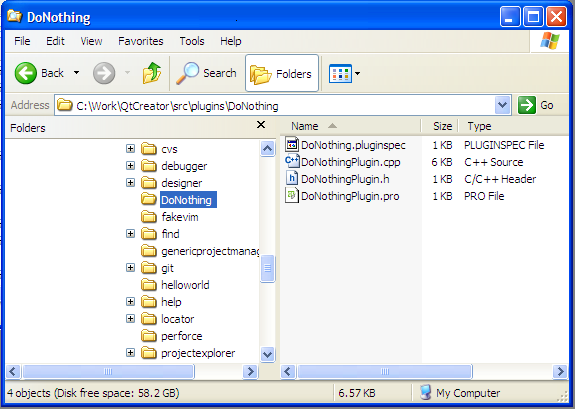 DoNothing
File Edit View Favorites Tools Help
Back Search Folders
Address C:\Work\QtCreator\src\plugins\DoNothing Go
Folders
Name Size Type
cvs
debugger
designer
DoNothing
fakevim
find
genericprojectmanag
git
helloworld
help
locator
perforce
projectexplorer
DoNothing.pluginspec 1 KB PLUGINSPEC File
DoNothingPlugin.cpp 6 KB C++ Source
DoNothingPlugin.h 1 KB C/C++ Header
DoNothingPlugin.pro 1 KB PRO File
4 objects (Disk free space: 58.2 GB) 6.57 KB My Computer